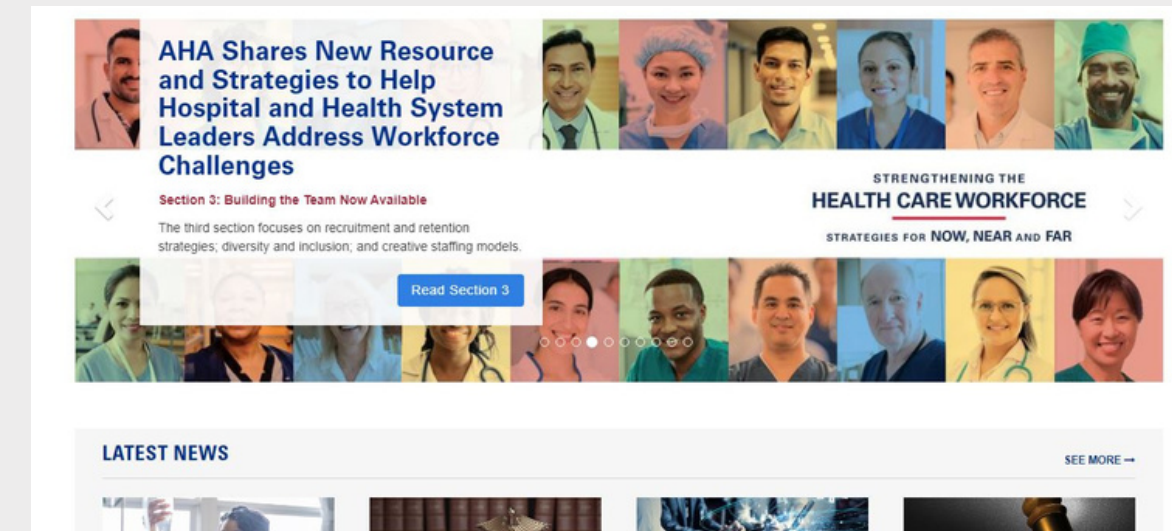 AHA Shares New Resource
and Strategies to Help
Hospital and Health System
Leaders Address Workforce
Challenges
Section 3: Building the Team Now Available
The third section focuses on recruitment and retention
strategies; diversity and inclusion; and creative staffing models.
Read Section 3
STRENGTHENING THE
HEALTH CARE WORKFORCE
STRATEGIES FOR NOW, NEAR AND FAR
LATEST NEWS
SEE MORE →